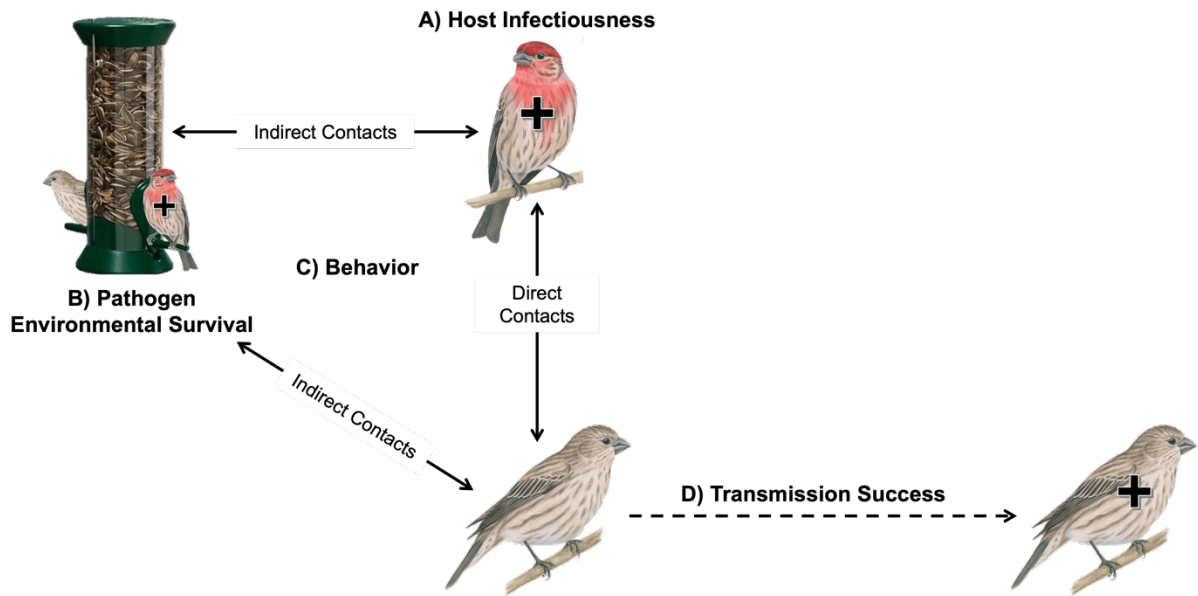 A) Host Infectiousness
Indirect Contacts
C) Behavior
Direct
Contacts
B) Pathogen
Environmental Survival
Indirect Contacts
D) Transmission Success